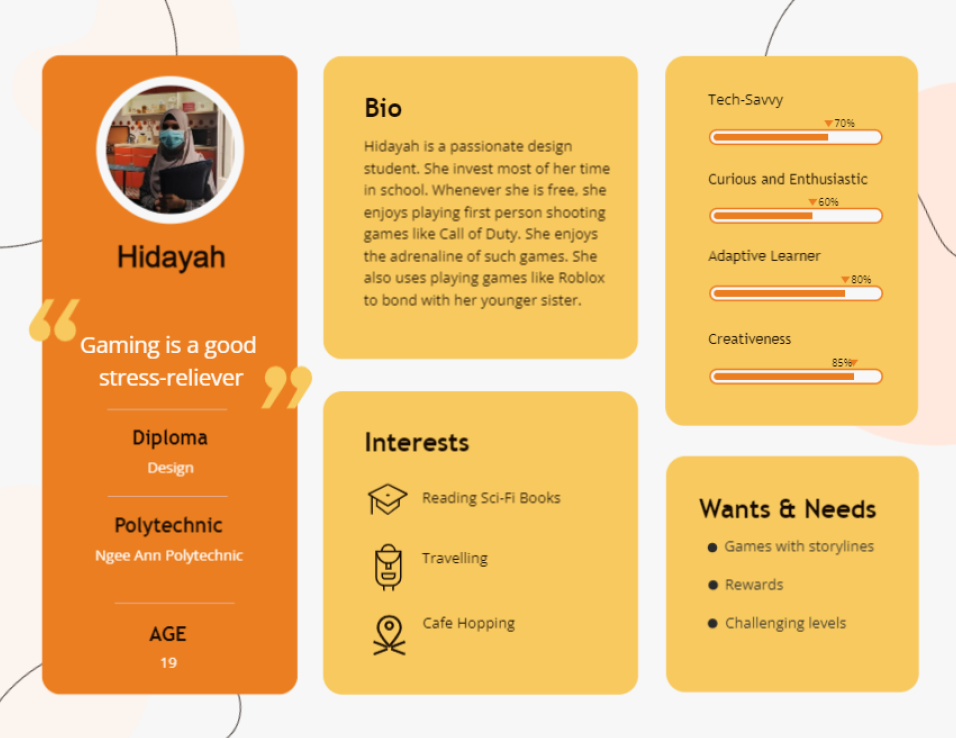 Hidayah
“ Gaming is a good
stress-reliever ”
Diploma
Design
Polytechnic
Ngee Ann Polytechnic
AGE
19
Bio
Hidayah is a passionate design
student. She invest most of her time
in school. Whenever she is free, she
enjoys playing first person shooting
games like Call of Duty. She enjoys
the adrenaline of such games. She
also uses playing games like Roblox
to bond with her younger sister.
Interests
Reading Sci-Fi Books
Travelling
Cafe Hopping
Tech-Savvy
70%
Curious and Enthusiastic
60%
Adaptive Learner
80%
Creativeness
85%
Wants & Needs
● Games with storylines
● Rewards
● Challenging levels